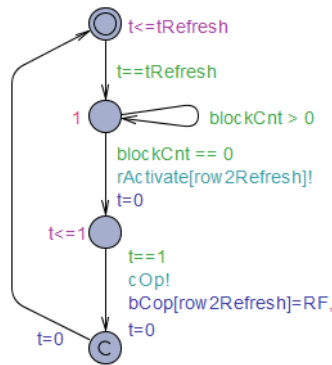 t<=tRefresh
t==tRefresh
1
blockCnt > 0
blockCnt == 0
rActivate[row2Refresh]!
t=0
t<=1
t==1
cOp!
bCop[row2Refresh]=RF,
t=0
t=0
C